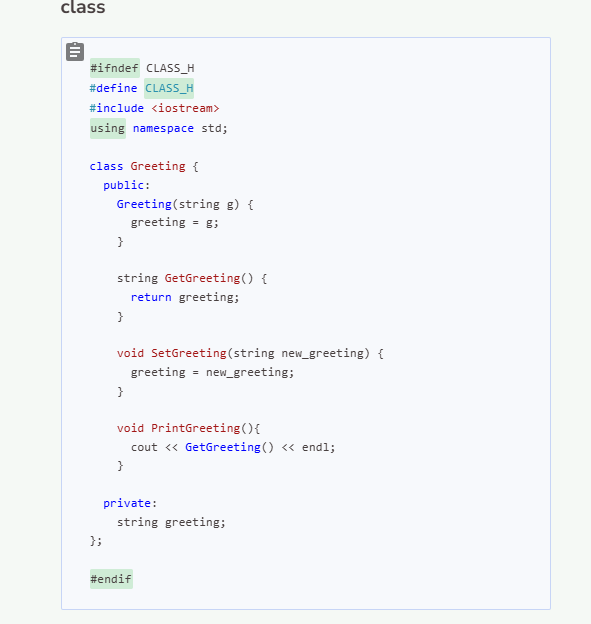 class
#ifndef CLASS_H
#define CLASS_H
#include <iostream>
using namespace std;

class Greeting {
  public:
    Greeting(string g) {
      greeting = g;
    }

    string GetGreeting() {
      return greeting;
    }

    void SetGreeting(string new_greeting) {
      greeting = new_greeting;
    }

    void PrintGreeting(){
      cout << GetGreeting() << endl;
    }

  private:
    string greeting;
};

#endif